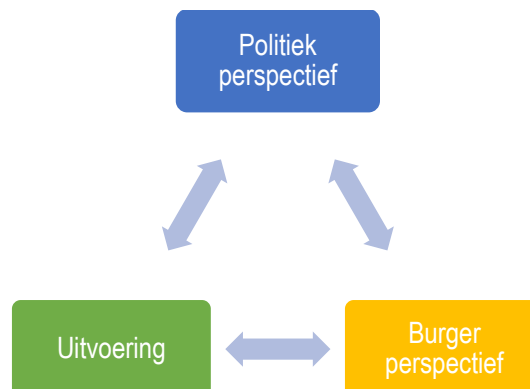 Politiek
perspectief
Uitvoering
Burger
perspectief